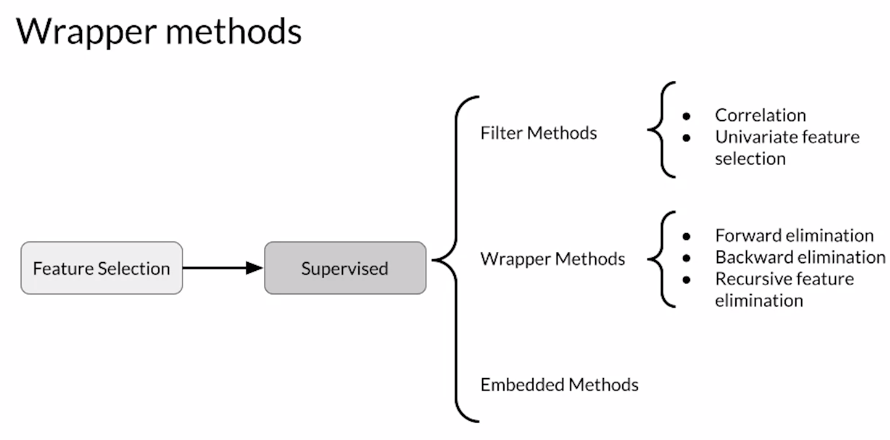 Wrapper methods
Feature Selection
Supervised
Filter Methods
● Correlation
● Univariate feature
selection
Wrapper Methods
● Forward elimination
● Backward elimination
● Recursive feature
elimination
Embedded Methods